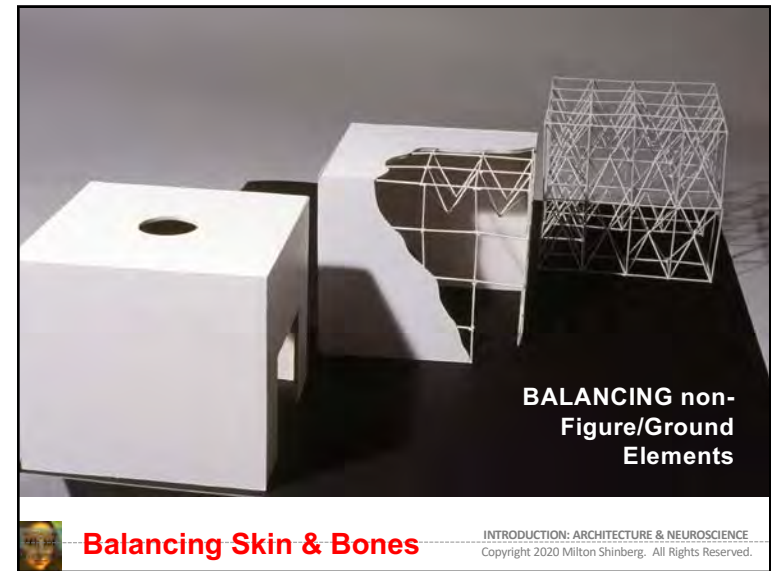 BALANCING non-
Figure/Ground
Elements
Balancing Skin & Bones
INTRODUCTION: ARCHITECTURE & NEUROSCIENCE
Copyright 2020 Milton Shinberg. All Rights Reserved.